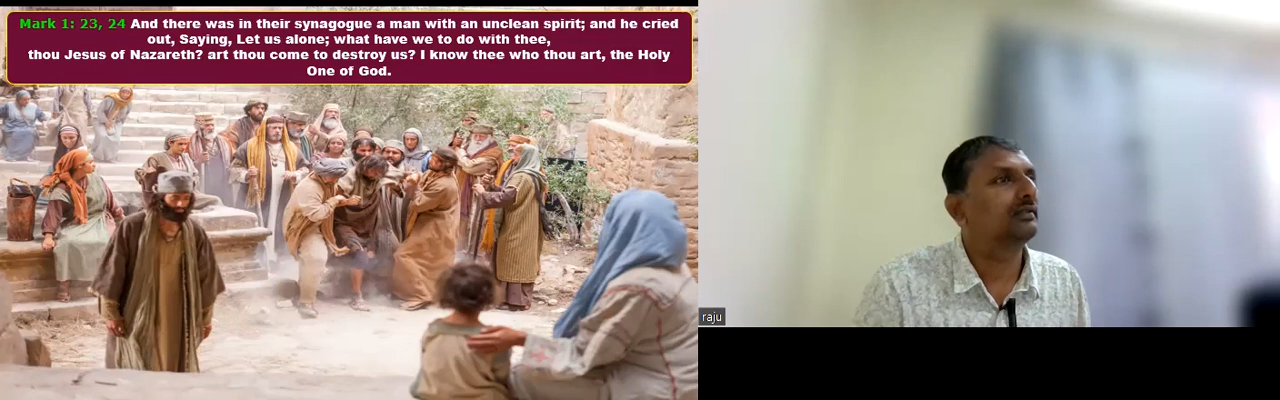 Mark 1: 23, 24 And there was in their synagogue a man with an unclean spirit; and he cried
out, Saying, Let us alone; what have we to do with thee,
thou Jesus of Nazareth? art thou come to destroy us? I know thee who thou art, the Holy
One of God.
raju